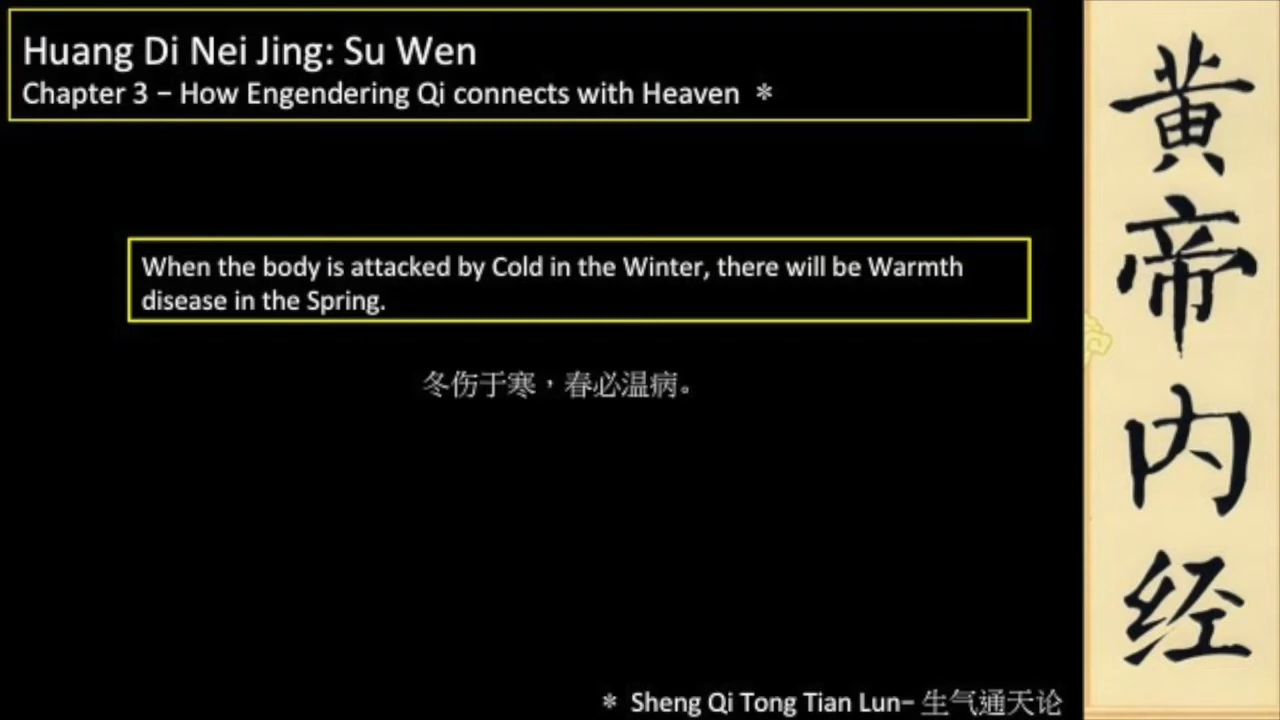 Huang Di Nei Jing: Su Wen
Chapter 3 – How Engendering Qi connects with Heaven *
When the body is attacked by Cold in the Winter, there will be Warmth
disease in the Spring.
冬伤于寒，春必温病。
* Sheng Qi Tong Tian Lun– 生气通天论
黄帝内经